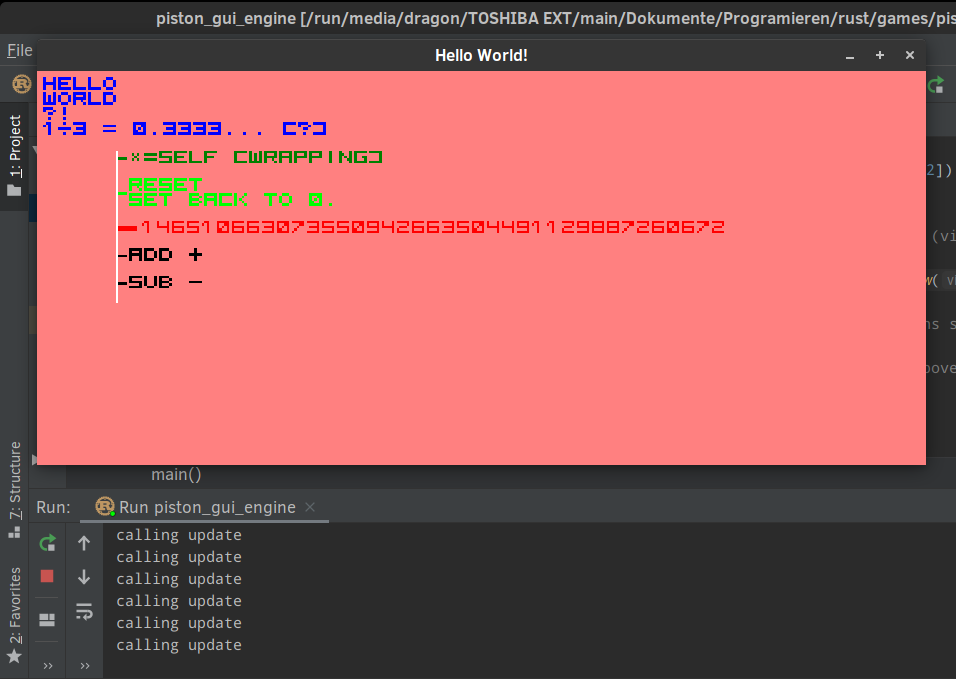 piston_gui_engine [/run/media/dragon/TOSHIBA EXT/main/Dokumente/Programieren/rust/games/pis
File
Hello World!
HELLO
WORLD
?!
1÷3 = 0.3333... [?]
-×=SELF [WRAPPING]
RESET
-SET BACK TO 0.
-146510663073550942663504491129887260672
-ADD +
-SUB -
1: Project
2])
(vi
w( v
ns s
bove
main()
7: Structure
2: Favorites
Run:
Run piston_gui_engine ×
calling update
calling update
calling update
calling update
calling update
calling update